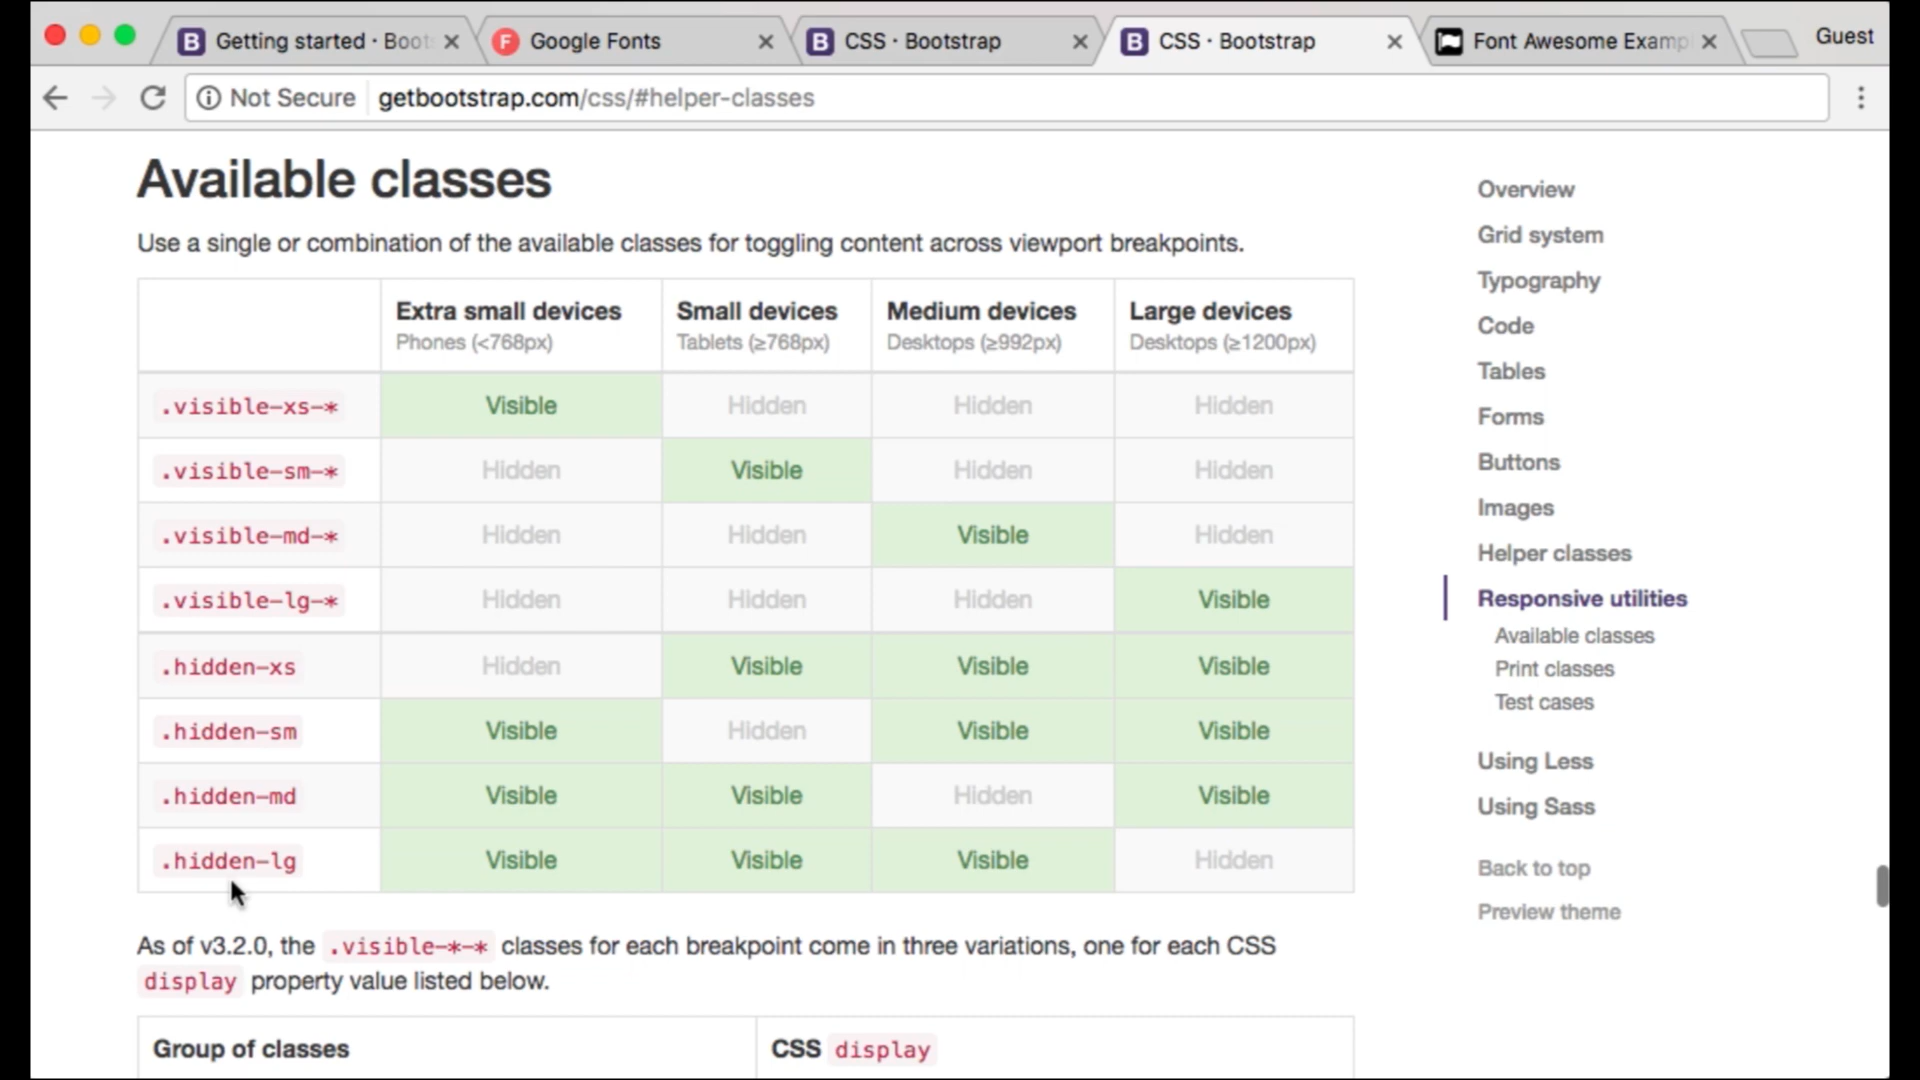 Getting started · Boot
Google Fonts
CSS · Bootstrap
CSS · Bootstrap
Font Awesome Examp
Guest
Not Secure
getbootstrap.com/css/#helper-classes
Available classes
Use a single or combination of the available classes for toggling content across viewport breakpoints.
Extra small devices Small devices Medium devices Large devices
Phones (<768px) Tablets (≥768px) Desktops (≥992px) Desktops (≥1200px)
.visible-xs-* Visible Hidden Hidden Hidden
.visible-sm-* Hidden Visible Hidden Hidden
.visible-md-* Hidden Hidden Visible Hidden
.visible-lg-* Hidden Hidden Hidden Visible
.hidden-xs Hidden Visible Visible Visible
.hidden-sm Visible Hidden Visible Visible
.hidden-md Visible Visible Hidden Visible
.hidden-lg Visible Visible Visible Hidden
As of v3.2.0, the .visible-*-* classes for each breakpoint come in three variations, one for each CSS
display property value listed below.
Group of classes CSS display
Overview
Grid system
Typography
Code
Tables
Forms
Buttons
Images
Helper classes
Responsive utilities
Available classes
Print classes
Test cases
Using Less
Using Sass
Back to top
Preview theme